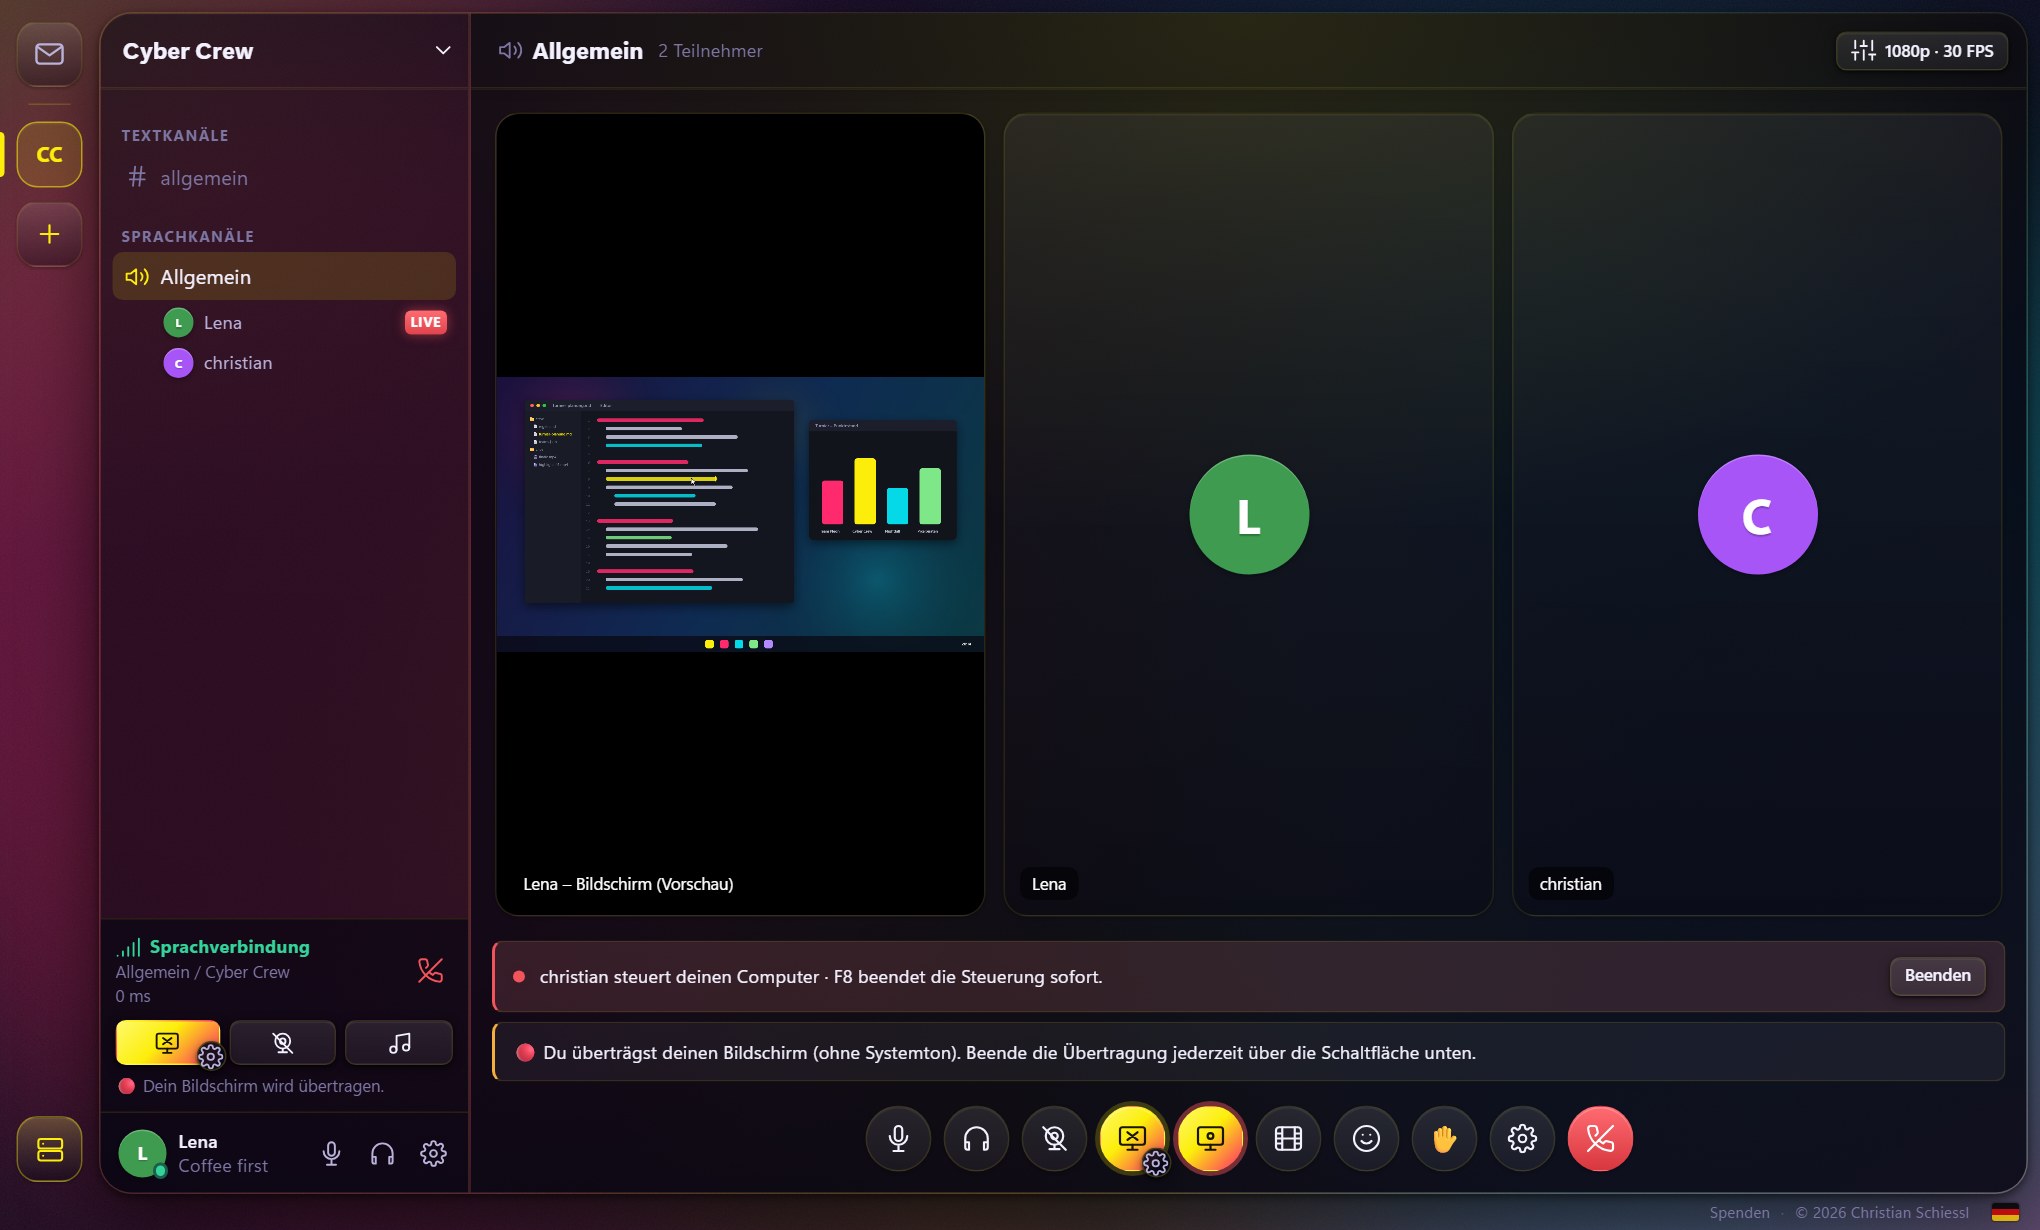 Cyber Crew
Allgemein 2 Teilnehmer
1080p · 30 FPS
CC
TEXTKANÄLE
# allgemein
SPRACHKANÄLE
Allgemein
L Lena LIVE
C christian
L
C
Lena – Bildschirm (Vorschau)
Lena
christian
Sprachverbindung
Allgemein / Cyber Crew
0 ms
Dein Bildschirm wird übertragen.
christian steuert deinen Computer · F8 beendet die Steuerung sofort.
Beenden
Du überträgst deinen Bildschirm (ohne Systemton). Beende die Übertragung jederzeit über die Schaltfläche unten.
L Lena
Coffee first
Spenden · © 2026 Christian Schiessl